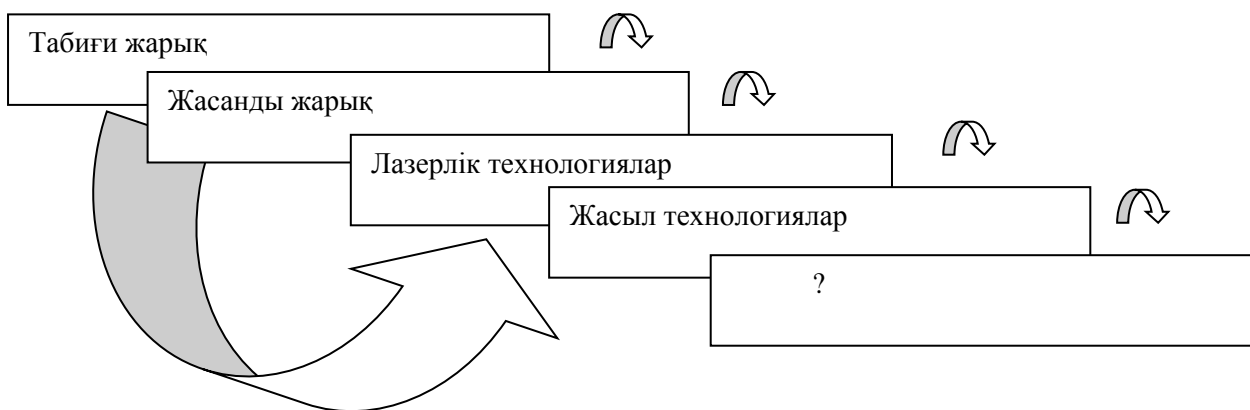 Табиғи жарық
Жасанды жарық
Лазерлік технологиялар
Жасыл технологиялар
?